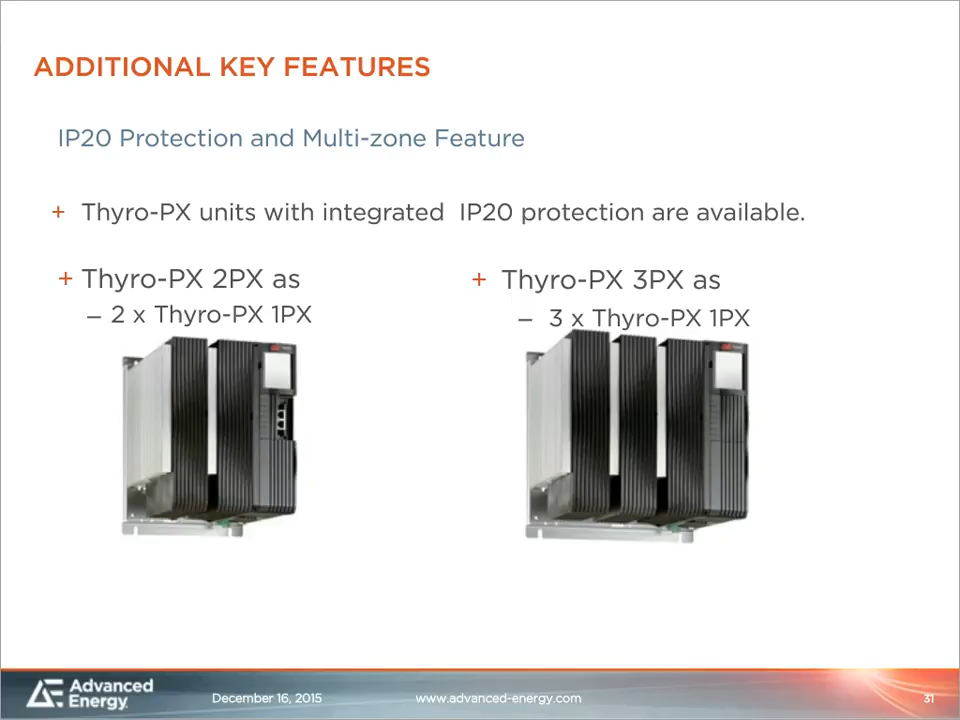 ADDITIONAL KEY FEATURES
IP20 Protection and Multi-zone Feature
+ Thyro-PX units with integrated IP20 protection are available.
+ Thyro-PX 2PX as
– 2 x Thyro-PX 1PX
+ Thyro-PX 3PX as
– 3 x Thyro-PX 1PX
Advanced
Energy
December 16, 2015
www.advanced-energy.com
31